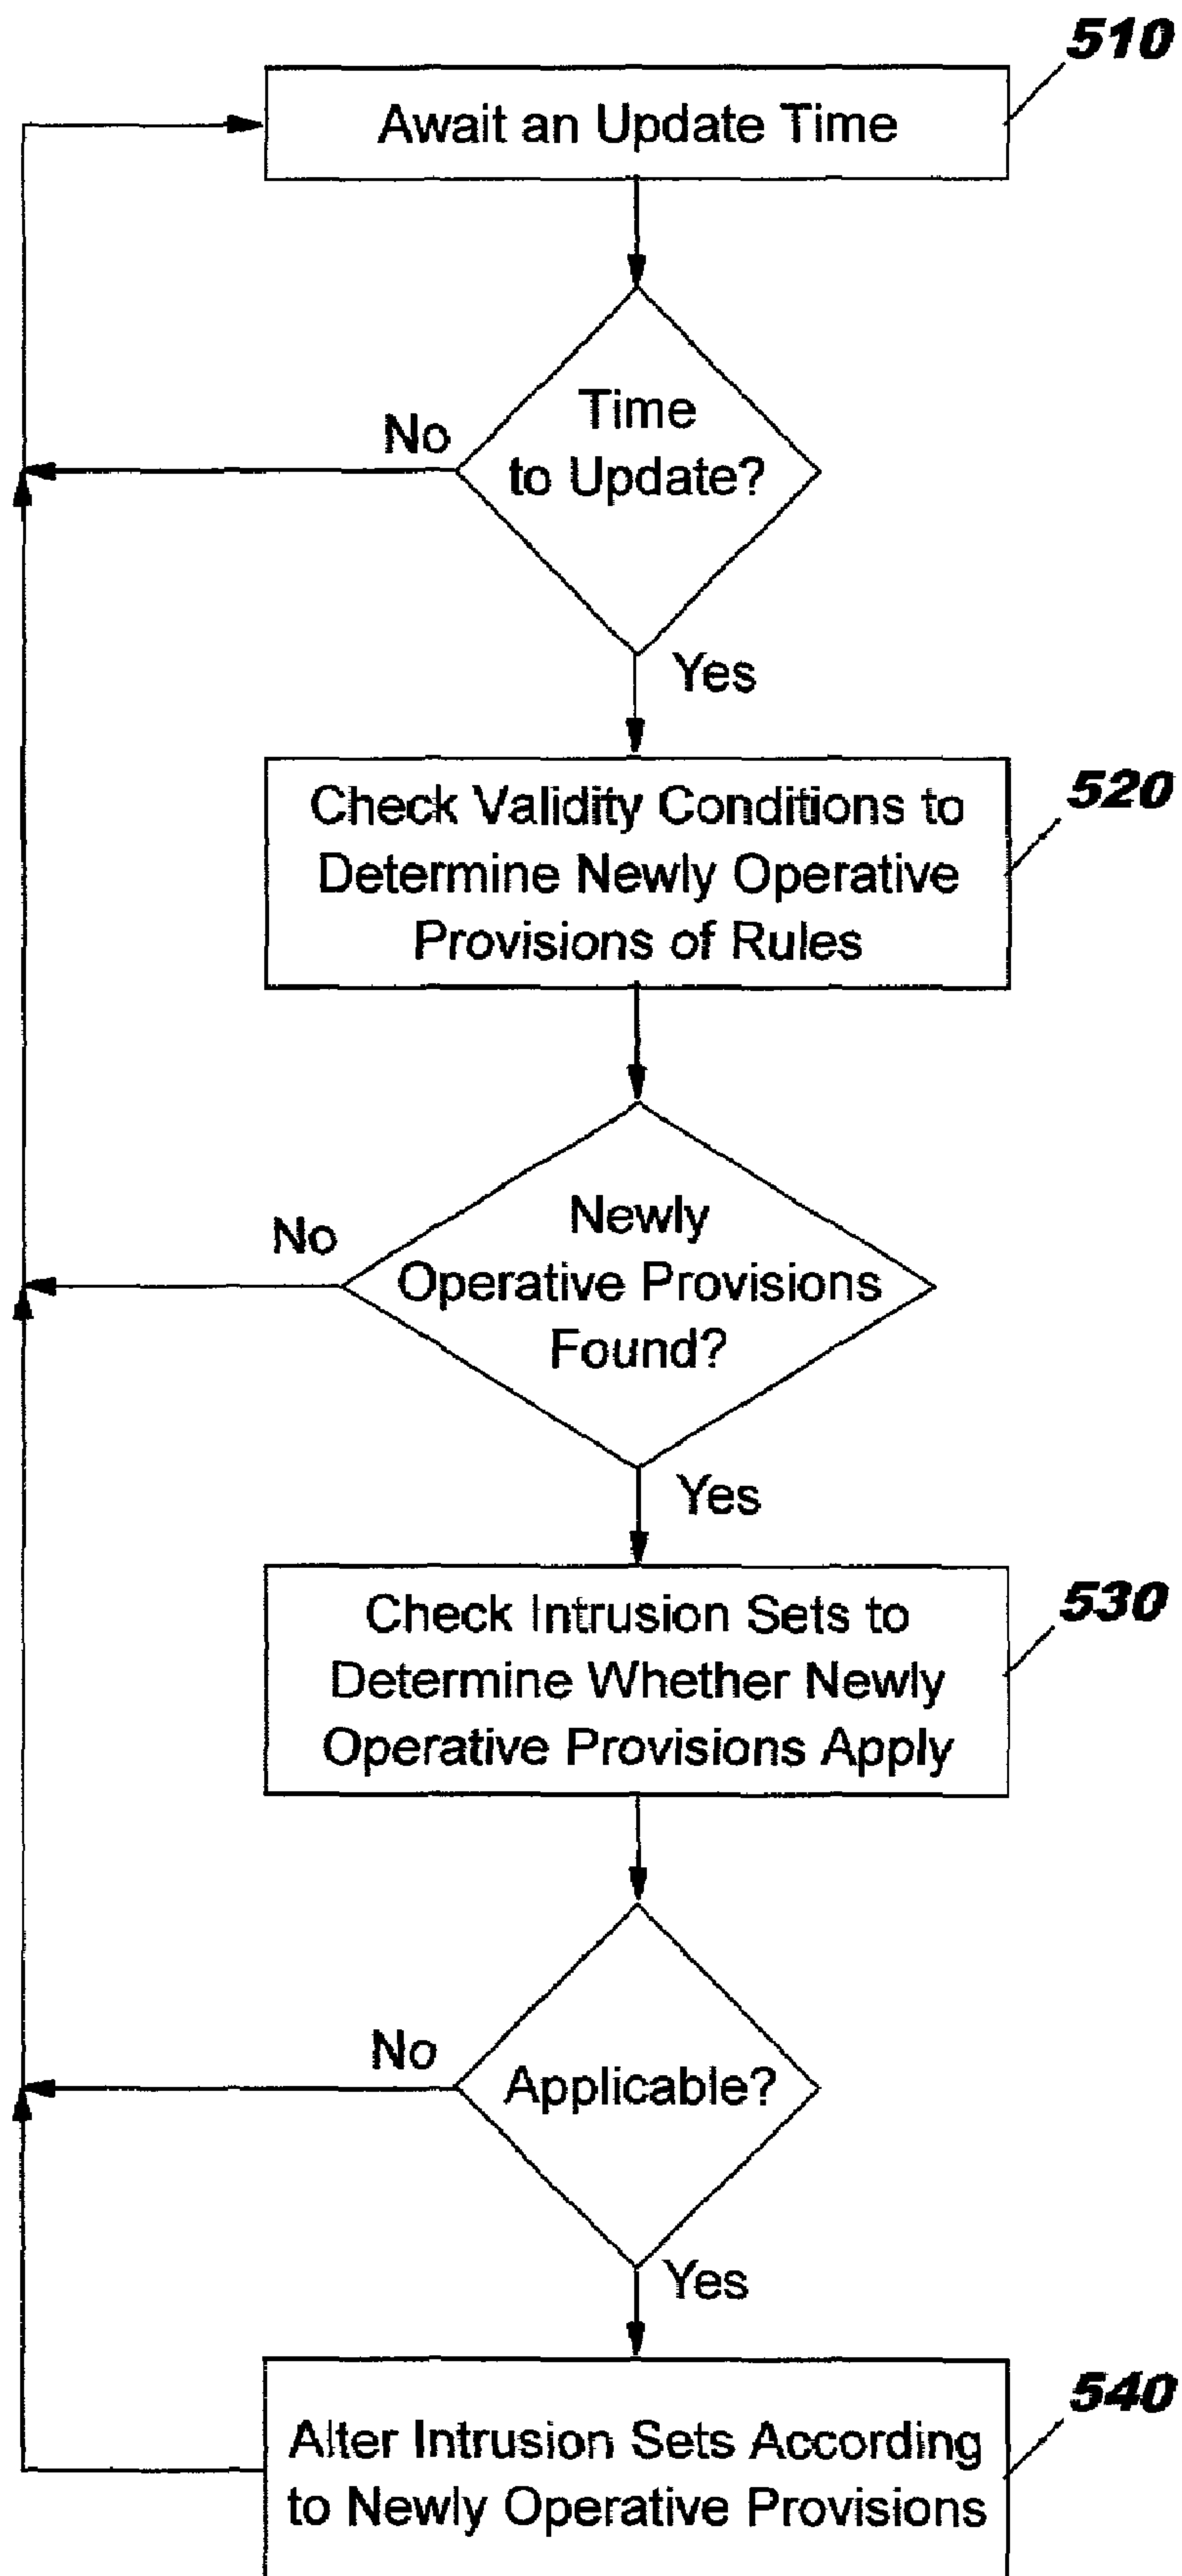 510
Await an Update Time
Time
to Update?
No
Yes
520
Check Validity Conditions to
Determine Newly Operative
Provisions of Rules
Newly
Operative Provisions
Found?
No
Yes
530
Check Intrusion Sets to
Determine Whether Newly
Operative Provisions Apply
Applicable?
No
Yes
540
Alter Intrusion Sets According
to Newly Operative Provisions